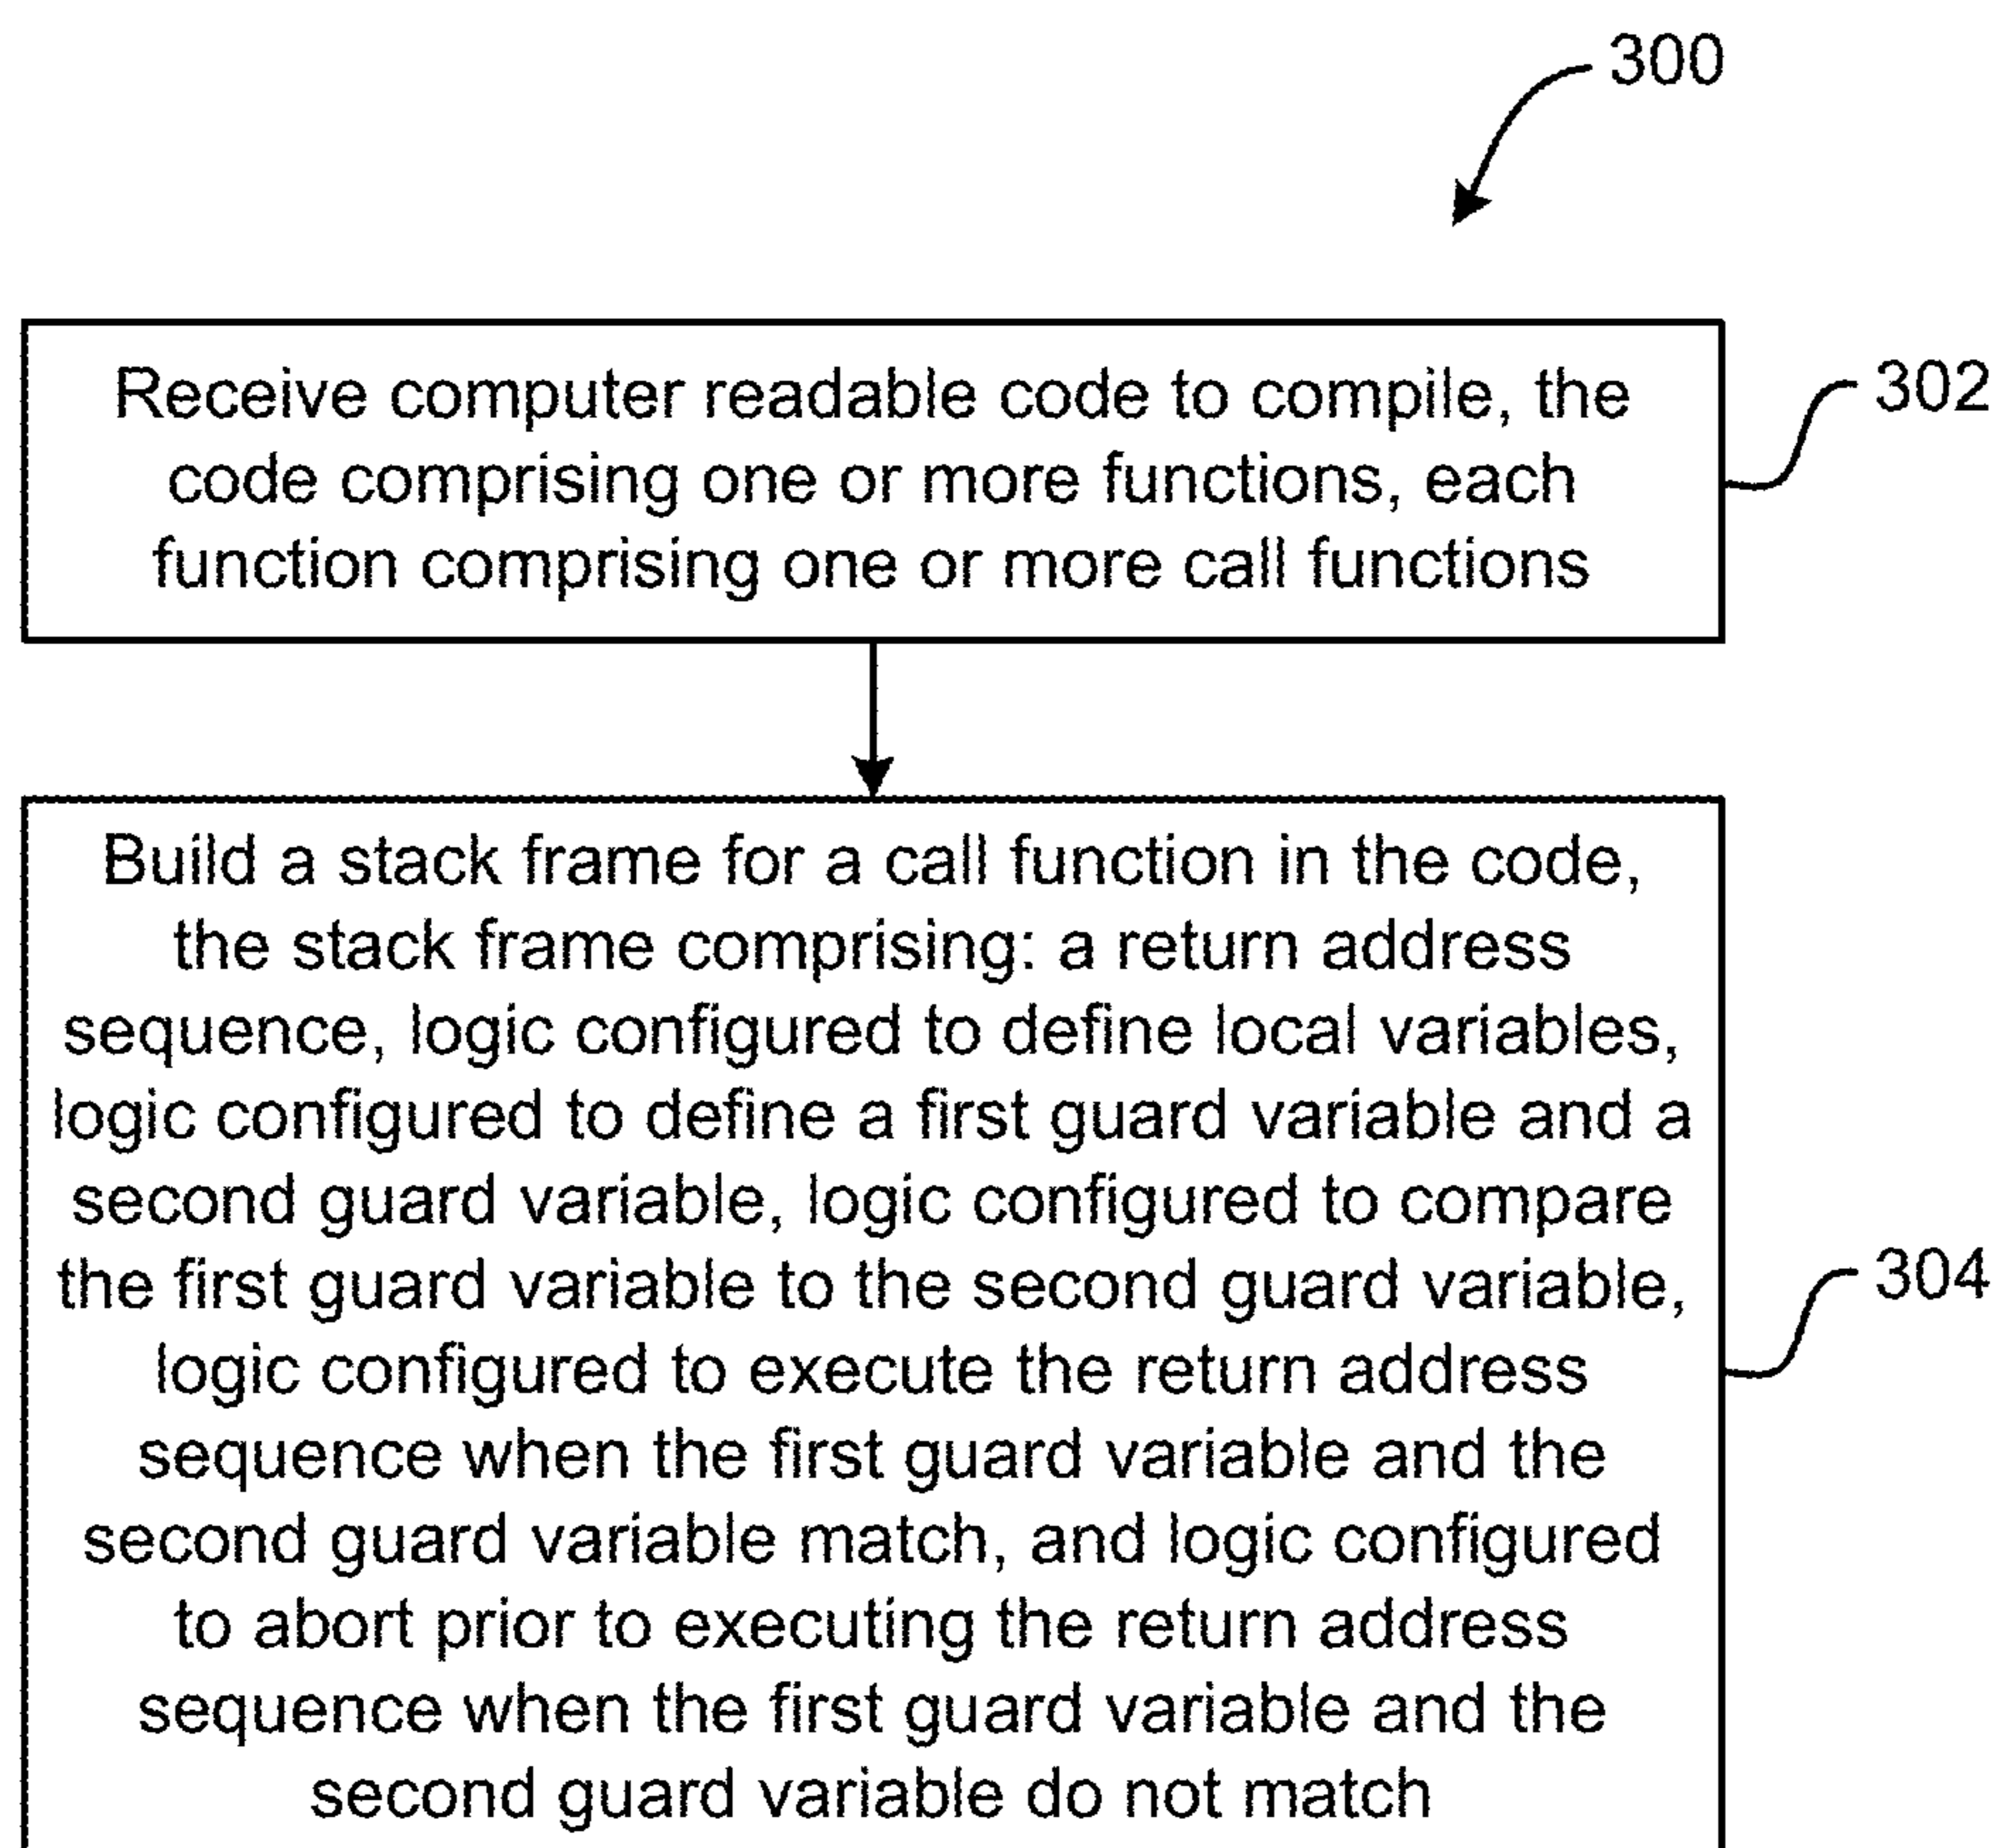 300
Receive computer readable code to compile, the
code comprising one or more functions, each
function comprising one or more call functions
302
Build a stack frame for a call function in the code,
the stack frame comprising: a return address
sequence, logic configured to define local variables,
logic configured to define a first guard variable and a
second guard variable, logic configured to compare
the first guard variable to the second guard variable,
logic configured to execute the return address
sequence when the first guard variable and the
second guard variable match, and logic configured
to abort prior to executing the return address
sequence when the first guard variable and the
second guard variable do not match
304